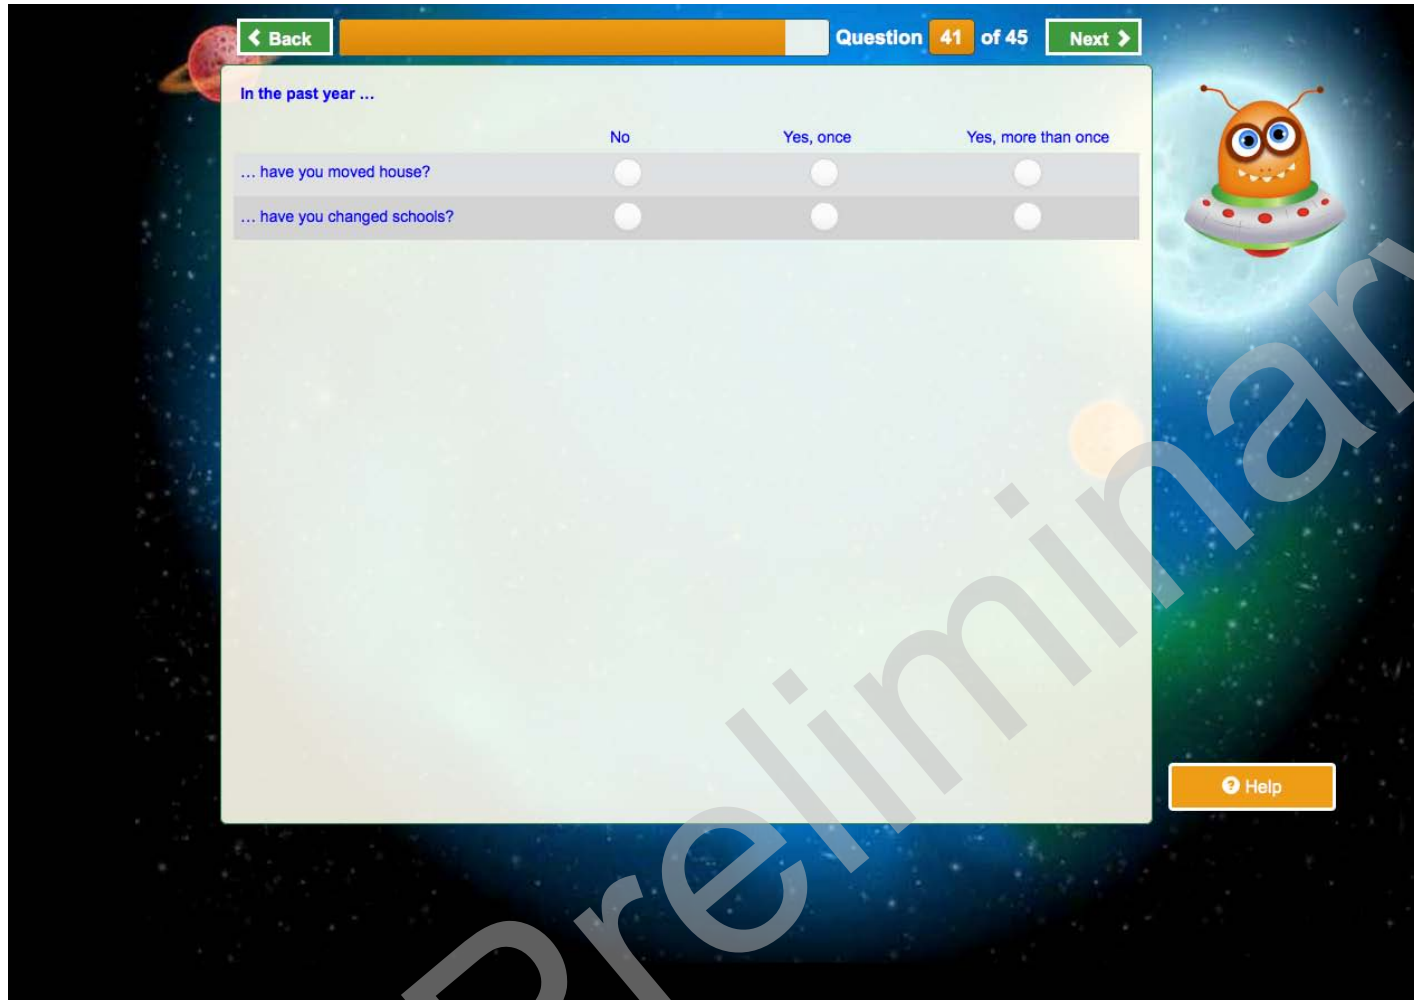 Back
Question 41 of 45
Next
In the past year …
No Yes, once Yes, more than once
… have you moved house?
… have you changed schools?
Help
Preliminary